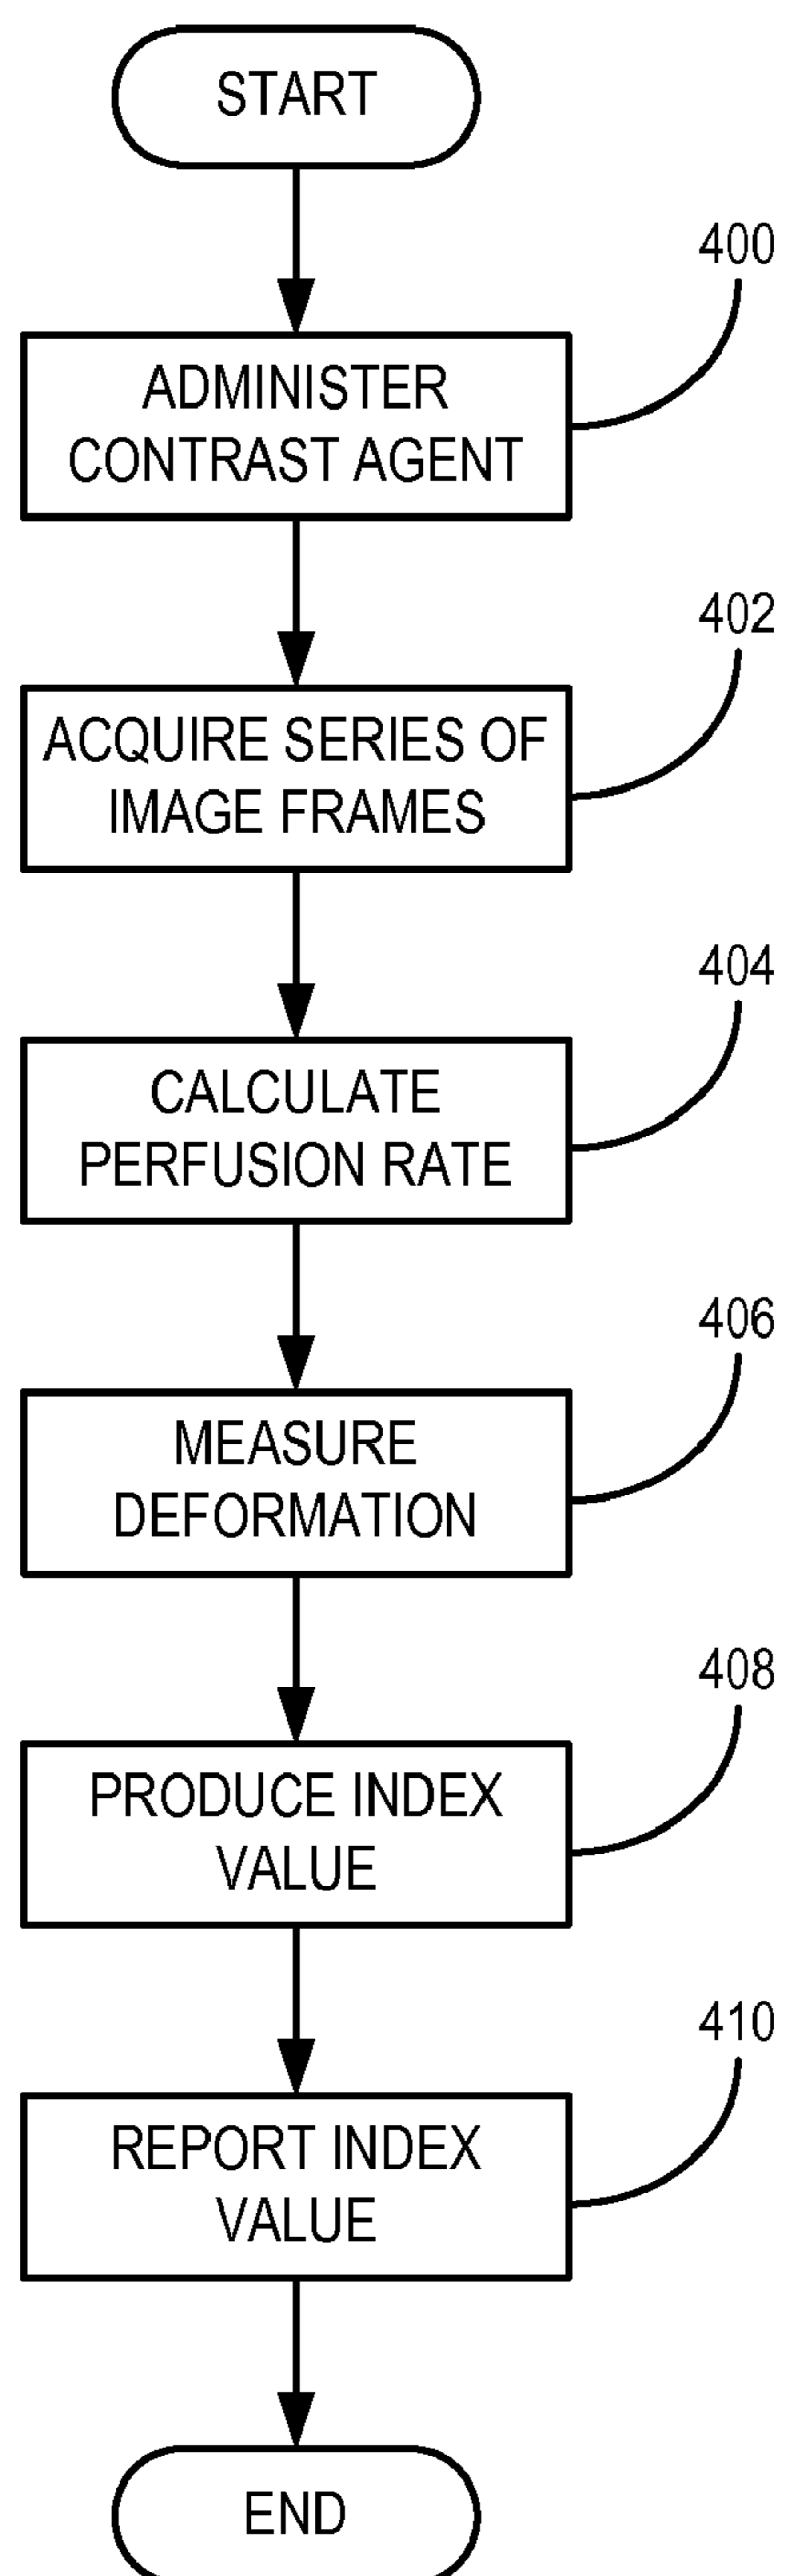 START
400
ADMINISTER
CONTRAST AGENT
402
ACQUIRE SERIES OF
IMAGE FRAMES
404
CALCULATE
PERFUSION RATE
406
MEASURE
DEFORMATION
408
PRODUCE INDEX
VALUE
410
REPORT INDEX
VALUE
END